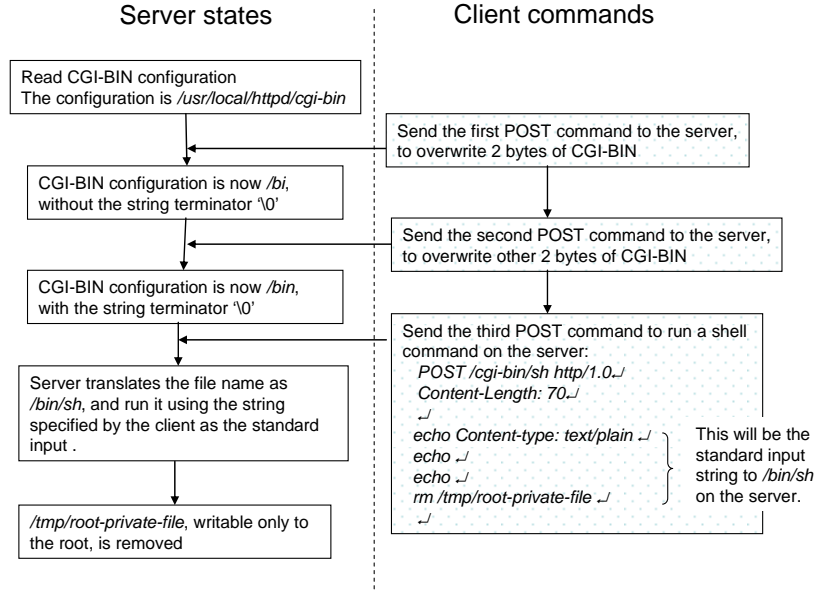 Server states
Client commands
Read CGI-BIN configuration
The configuration is /usr/local/httpd/cgi-bin
Send the first POST command to the server,
to overwrite 2 bytes of CGI-BIN
CGI-BIN configuration is now /bi,
without the string terminator ‘\0’
Send the second POST command to the server,
to overwrite other 2 bytes of CGI-BIN
CGI-BIN configuration is now /bin,
with the string terminator ‘\0’
Send the third POST command to run a shell
command on the server:
POST /cgi-bin/sh http/1.0↵
Content-Length: 70↵
↵
echo Content-type: text/plain ↵
echo ↵
echo ↵
rm /tmp/root-private-file ↵
↵
This will be the
standard input
string to /bin/sh
on the server.
Server translates the file name as
/bin/sh, and run it using the string
specified by the client as the standard
input .
/tmp/root-private-file, writable only to
the root, is removed